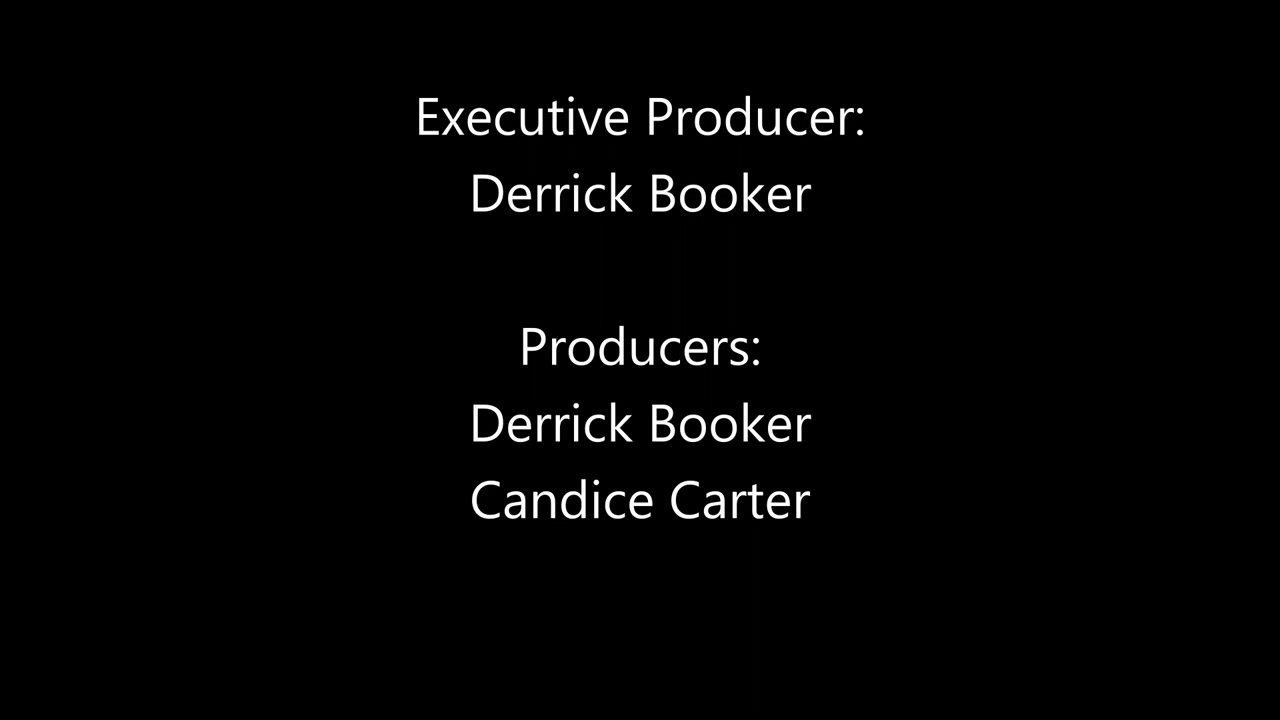 Executive Producer:
Derrick Booker
Producers:
Derrick Booker
Candice Carter